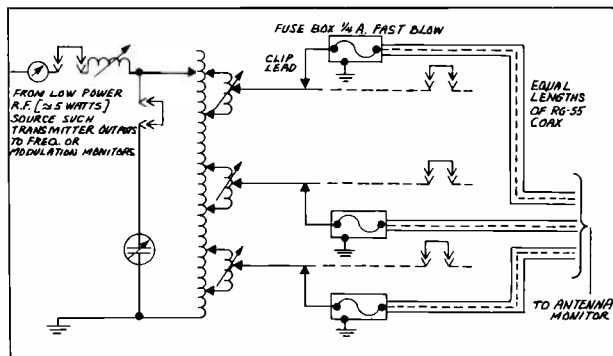 FUSE BOX ¼ A. FAST BLOW
CLIP
LEAD
FROM LOW POWER
R.F. [≈5 WATTS]
SOURCE SUCH
TRANSMITTER OUTPUTS
TO FREQ. OR
MODULATION MONITORS
EQUAL
LENGTHS
OF RG-55
COAX
TO ANTENNA
MONITOR